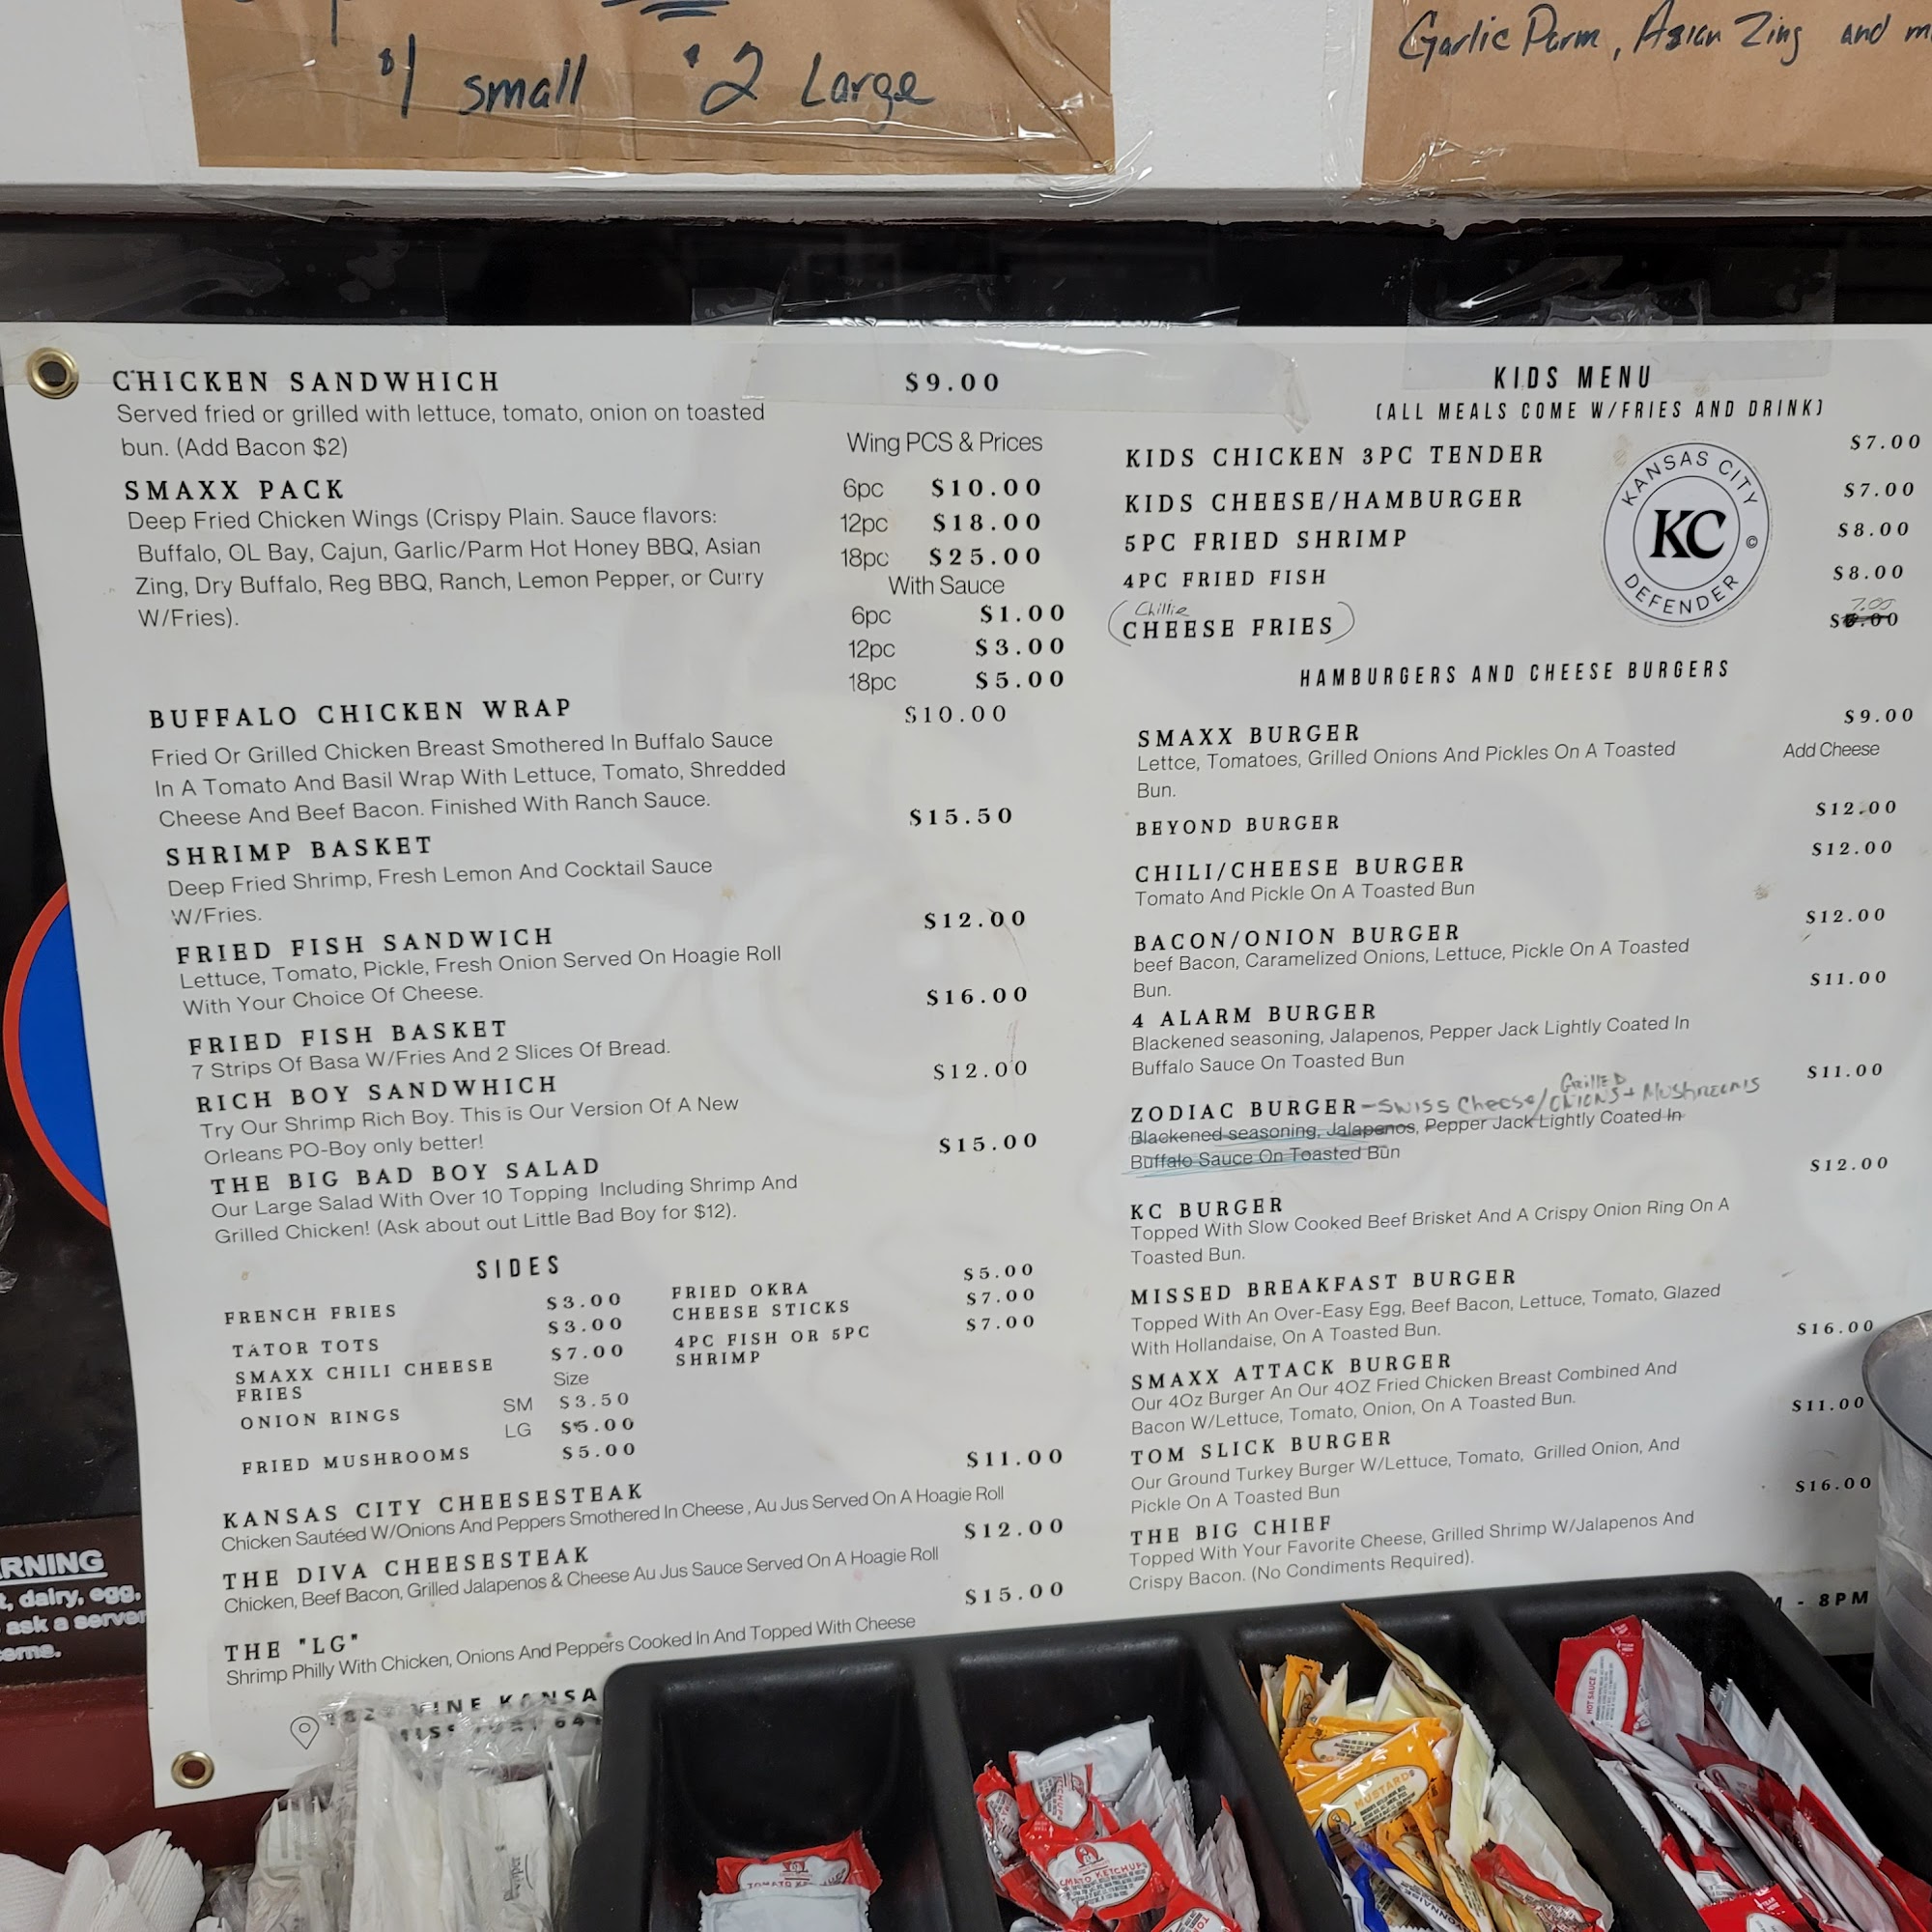 $1 small $2 Large
Garlic Parm, Asian Zing and
CHICKEN SANDWHICH $9.00
Served fried or grilled with lettuce, tomato, onion on toasted
bun. (Add Bacon $2)
SMAXX PACK
Deep Fried Chicken Wings (Crispy Plain. Sauce flavors:
Buffalo, OL Bay, Cajun, Garlic/Parm Hot Honey BBQ, Asian
Zing, Dry Buffalo, Reg BBQ, Ranch, Lemon Pepper, or Curry
W/Fries).
Wing PCS & Prices
6pc $10.00
12pc $18.00
18pc $25.00
With Sauce
6pc $1.00
12pc $3.00
18pc $5.00
BUFFALO CHICKEN WRAP $10.00
Fried Or Grilled Chicken Breast Smothered In Buffalo Sauce
In A Tomato And Basil Wrap With Lettuce, Tomato, Shredded
Cheese And Beef Bacon. Finished With Ranch Sauce.
SHRIMP BASKET $15.50
Deep Fried Shrimp, Fresh Lemon And Cocktail Sauce
W/Fries.
FRIED FISH SANDWICH $12.00
Lettuce, Tomato, Pickle, Fresh Onion Served On Hoagie Roll
With Your Choice Of Cheese.
FRIED FISH BASKET $16.00
7 Strips Of Basa W/Fries And 2 Slices Of Bread.
RICH BOY SANDWHICH $12.00
Try Our Shrimp Rich Boy. This is Our Version Of A New
Orleans PO-Boy only better!
THE BIG BAD BOY SALAD $15.00
Our Large Salad With Over 10 Topping Including Shrimp And
Grilled Chicken! (Ask about out Little Bad Boy for $12).
SIDES
FRENCH FRIES $3.00
TATOR TOTS $3.00
SMAXX CHILI CHEESE $7.00
FRIES
Size
ONION RINGS SM $3.50
LG $5.00
FRIED MUSHROOMS $5.00
FRIED OKRA $5.00
CHEESE STICKS $7.00
4PC FISH OR 5PC $7.00
SHRIMP
KANSAS CITY CHEESESTEAK $11.00
Chicken Sautéed W/Onions And Peppers Smothered In Cheese , Au Jus Served On A Hoagie Roll
THE DIVA CHEESESTEAK $12.00
Chicken, Beef Bacon, Grilled Jalapenos & Cheese Au Jus Sauce Served On A Hoagie Roll
THE "LG" $15.00
Shrimp Philly With Chicken, Onions And Peppers Cooked In And Topped With Cheese
VINE KANSA
KIDS MENU
(ALL MEALS COME W/FRIES AND DRINK)
KIDS CHICKEN 3PC TENDER $7.00
KIDS CHEESE/HAMBURGER $7.00
5PC FRIED SHRIMP $8.00
4PC FRIED FISH $8.00
Chillie 7.00
CHEESE FRIES
KANSAS CITY
KC ©
DEFENDER
HAMBURGERS AND CHEESE BURGERS
SMAXX BURGER $9.00
Lettce, Tomatoes, Grilled Onions And Pickles On A Toasted
Bun.
Add Cheese
BEYOND BURGER $12.00
CHILI/CHEESE BURGER $12.00
Tomato And Pickle On A Toasted Bun
BACON/ONION BURGER $12.00
beef Bacon, Caramelized Onions, Lettuce, Pickle On A Toasted
Bun.
4 ALARM BURGER $11.00
Blackened seasoning, Jalapenos, Pepper Jack Lightly Coated In
Buffalo Sauce On Toasted Bun
ZODIAC BURGER - Swiss Cheese/Grilled Onions + Mushrooms $11.00
Blackened seasoning, Jalapenos, Pepper Jack Lightly Coated In
Buffalo Sauce On Toasted Bun
KC BURGER $12.00
Topped With Slow Cooked Beef Brisket And A Crispy Onion Ring On A
Toasted Bun.
MISSED BREAKFAST BURGER
Topped With An Over-Easy Egg, Beef Bacon, Lettuce, Tomato, Glazed
With Hollandaise, On A Toasted Bun.
SMAXX ATTACK BURGER $16.00
Our 4Oz Burger An Our 4OZ Fried Chicken Breast Combined And
Bacon W/Lettuce, Tomato, Onion, On A Toasted Bun.
TOM SLICK BURGER $11.00
Our Ground Turkey Burger W/Lettuce, Tomato, Grilled Onion, And
Pickle On A Toasted Bun
THE BIG CHIEF $16.00
Topped With Your Favorite Cheese, Grilled Shrimp W/Jalapenos And
Crispy Bacon. (No Condiments Required).
- 8PM
RNING
, dairy, egg,
ask a server
TOMATO KETCHUP
MUSTARD
HOT SAUCE